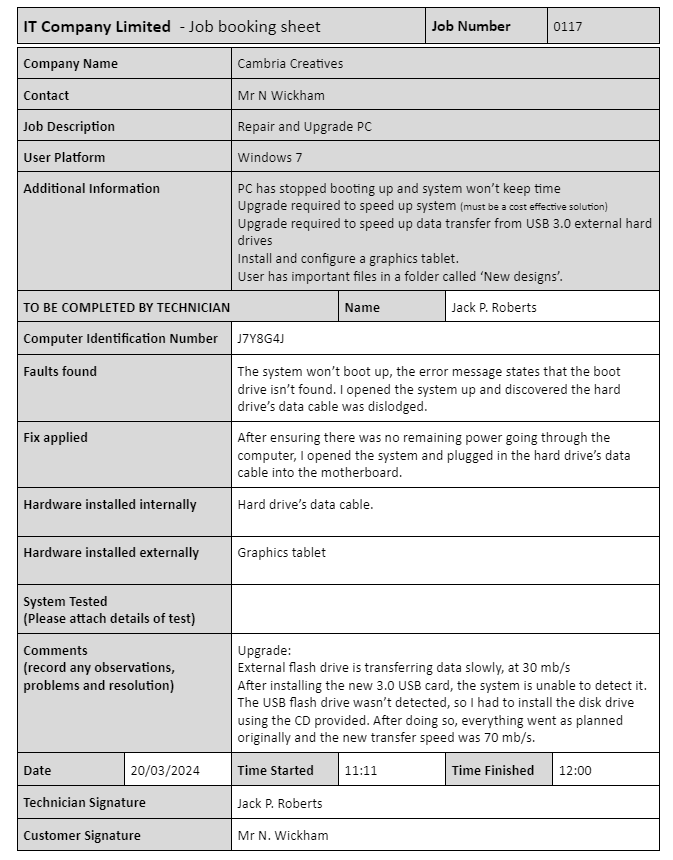 IT Company Limited - Job booking sheet Job Number 0117
Company Name Cambria Creatives
Contact Mr N Wickham
Job Description Repair and Upgrade PC
User Platform Windows 7
Additional Information PC has stopped booting up and system won't keep time
Upgrade required to speed up system (must be a cost effective solution)
Upgrade required to speed up data transfer from USB 3.0 external hard
drives
Install and configure a graphics tablet.
User has important files in a folder called 'New designs'.
TO BE COMPLETED BY TECHNICIAN Name Jack P. Roberts
Computer Identification Number J7Y8G4J
Faults found The system won't boot up, the error message states that the boot
drive isn't found. I opened the system up and discovered the hard
drive's data cable was dislodged.
Fix applied After ensuring there was no remaining power going through the
computer, I opened the system and plugged in the hard drive's data
cable into the motherboard.
Hardware installed internally Hard drive's data cable.
Hardware installed externally Graphics tablet
System Tested
(Please attach details of test)
Comments Upgrade:
(record any observations, External flash drive is transferring data slowly, at 30 mb/s
problems and resolution) After installing the new 3.0 USB card, the system is unable to detect it.
The USB flash drive wasn't detected, so I had to install the disk drive
using the CD provided. After doing so, everything went as planned
originally and the new transfer speed was 70 mb/s.
Date 20/03/2024 Time Started 11:11 Time Finished 12:00
Technician Signature Jack P. Roberts
Customer Signature Mr N. Wickham